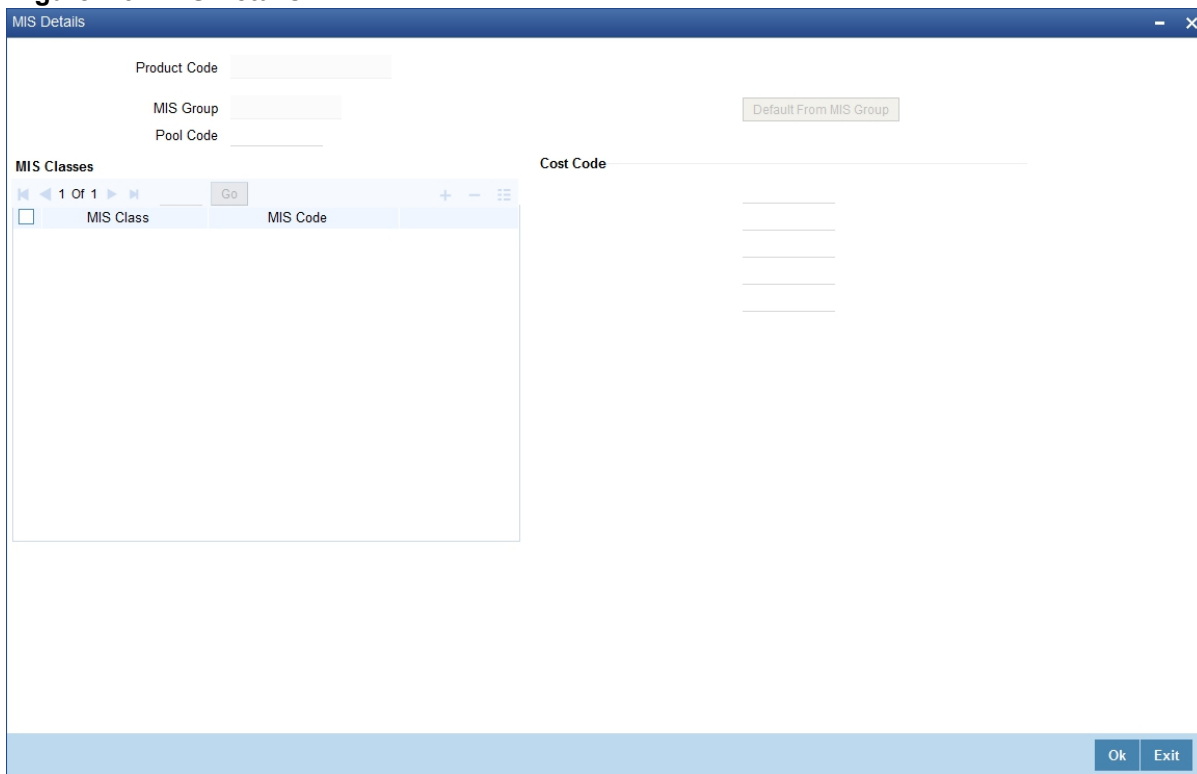 MIS Details
Product Code
MIS Group
Default From MIS Group
Pool Code
MIS Classes
Cost Code
1 Of 1
Go
MIS Class MIS Code
Ok Exit